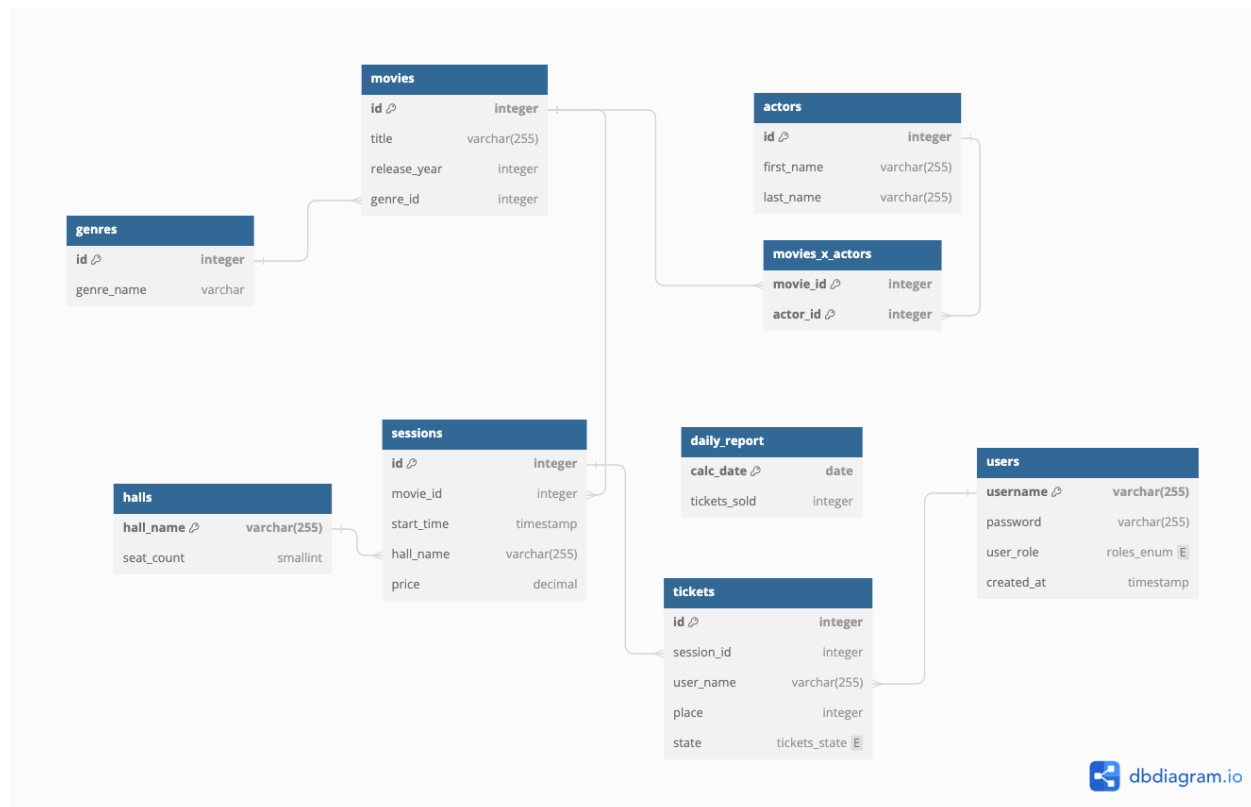 movies
id integer
title varchar(255)
release_year integer
genre_id integer
actors
id integer
first_name varchar(255)
last_name varchar(255)
genres
id integer
genre_name varchar
movies_x_actors
movie_id integer
actor_id integer
sessions
id integer
movie_id integer
start_time timestamp
hall_name varchar(255)
price decimal
daily_report
calc_date date
tickets_sold integer
users
username varchar(255)
password varchar(255)
user_role roles_enum E
created_at timestamp
halls
hall_name varchar(255)
seat_count smallint
tickets
id integer
session_id integer
user_name varchar(255)
place integer
state tickets_state E
dbdiagram.io